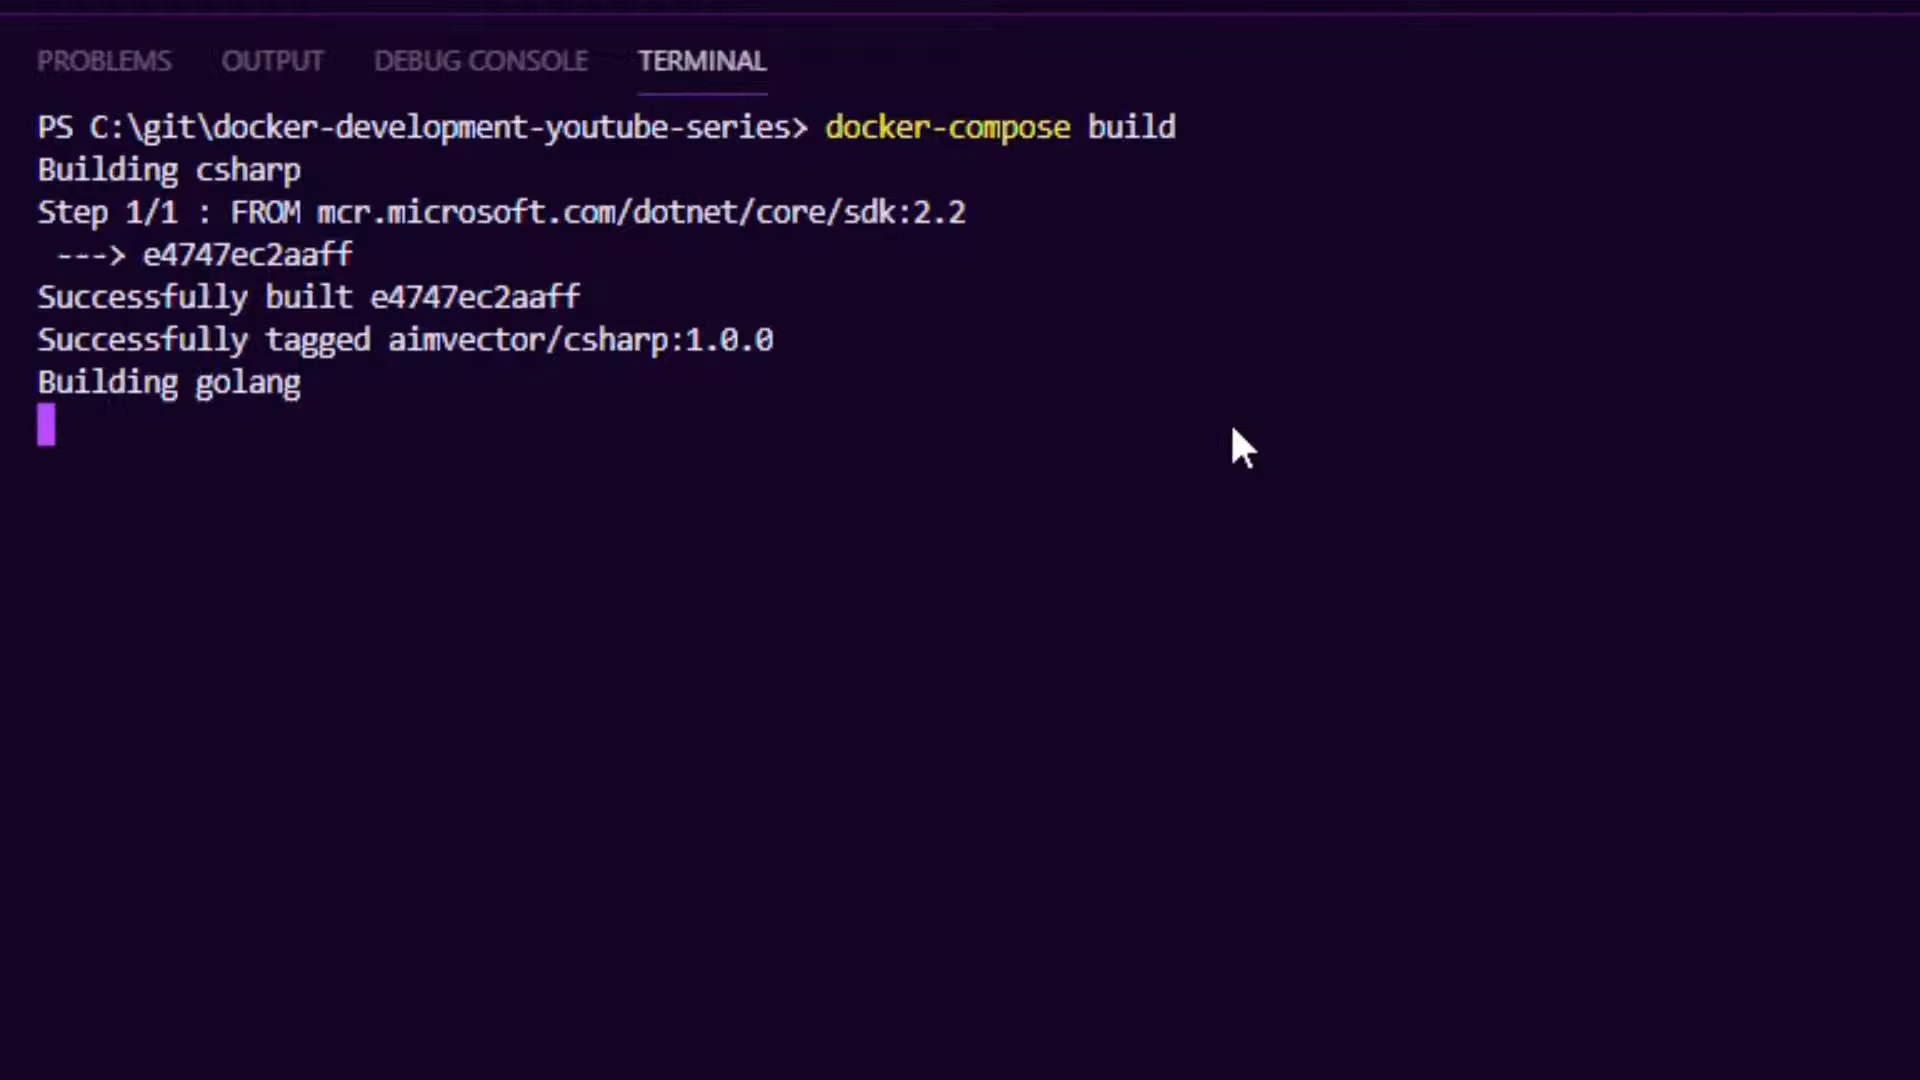 PROBLEMS OUTPUT DEBUG CONSOLE TERMINAL
PS C:\git\docker-development-youtube-series> docker-compose build
Building csharp
Step 1/1 : FROM mcr.microsoft.com/dotnet/core/sdk:2.2
 ---> e4747ec2aaff
Successfully built e4747ec2aaff
Successfully tagged aimvector/csharp:1.0.0
Building golang